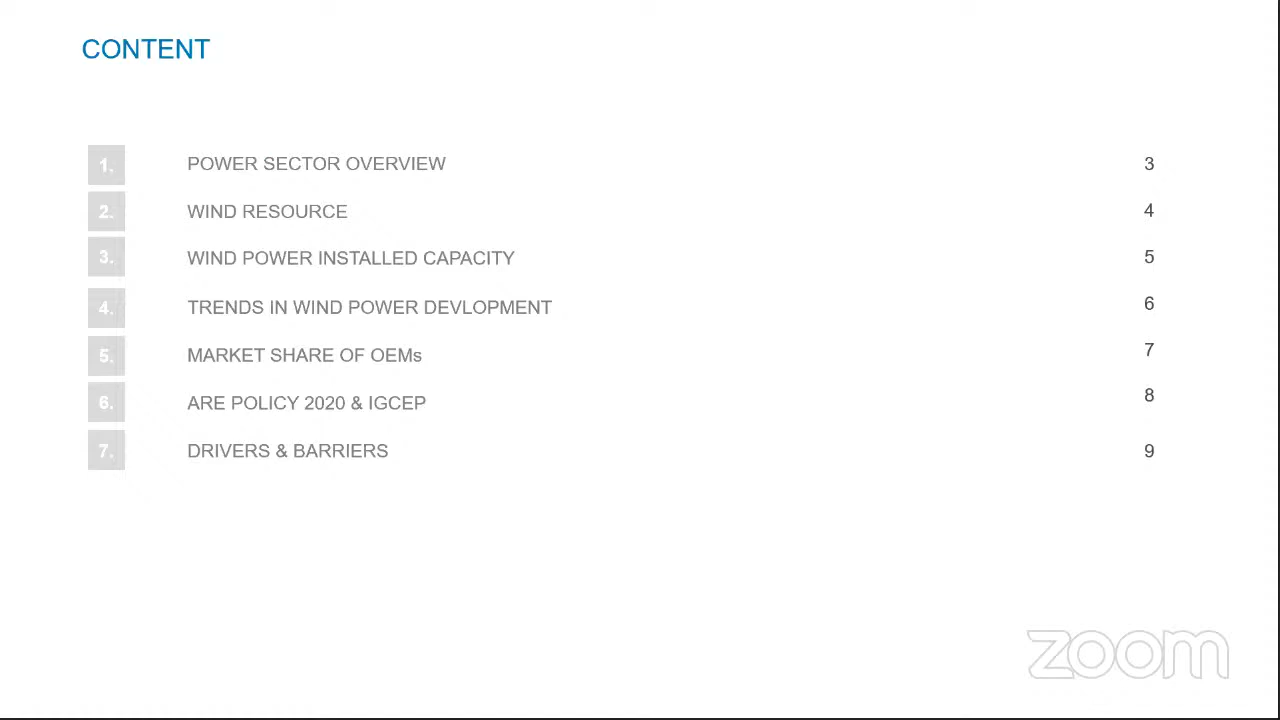 CONTENT
1. POWER SECTOR OVERVIEW 3
2. WIND RESOURCE 4
3. WIND POWER INSTALLED CAPACITY 5
4. TRENDS IN WIND POWER DEVLOPMENT 6
5. MARKET SHARE OF OEMs 7
6. ARE POLICY 2020 & IGCEP 8
7. DRIVERS & BARRIERS 9
zoom